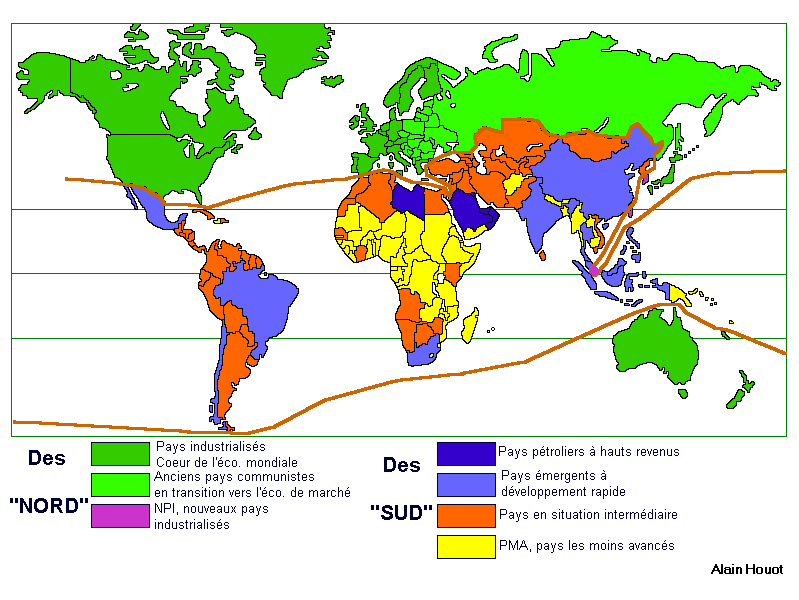 Des
"NORD"
Pays industrialisés
Coeur de l'éco. mondiale
Anciens pays communistes
en transition vers l'éco. de marché
NPI, nouveaux pays
industrialisés
Des
"SUD"
Pays pétroliers à hauts revenus
Pays émergents à
développement rapide
Pays en situation intermédiaire
PMA, pays les moins avancés
Alain Houot